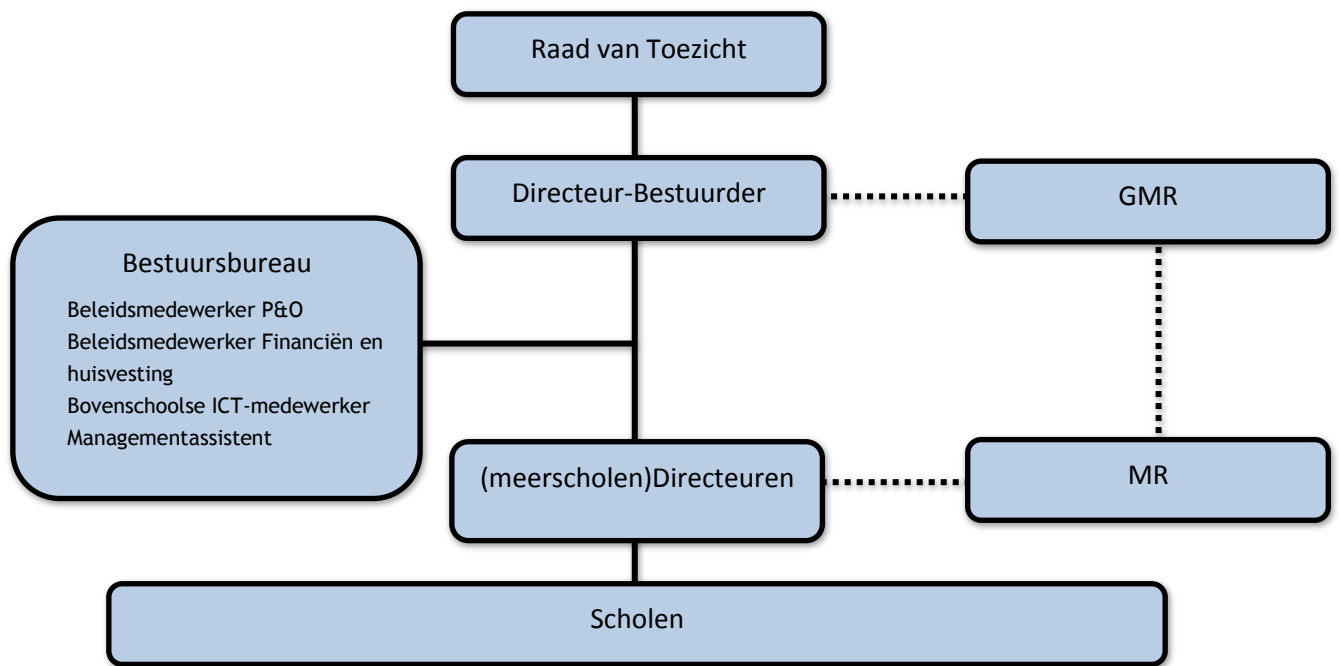 Raad van Toezicht
Directeur-Bestuurder
GMR
Bestuursbureau
Beleidsmedewerker P&O
Beleidsmedewerker Financiën en
huisvesting
Bovenschoolse ICT-medewerker
Managementassistent
(meerscholen)Directeuren
MR
Scholen